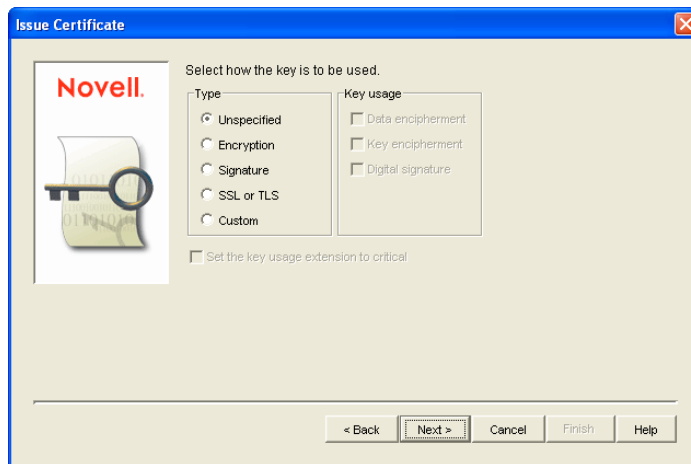 Issue Certificate
Novell.
Select how the key is to be used.
Type
Unspecified
Encryption
Signature
SSL or TLS
Custom
Key usage
Data encipherment
Key encipherment
Digital signature
Set the key usage extension to critical
< Back
Next >
Cancel
Finish
Help